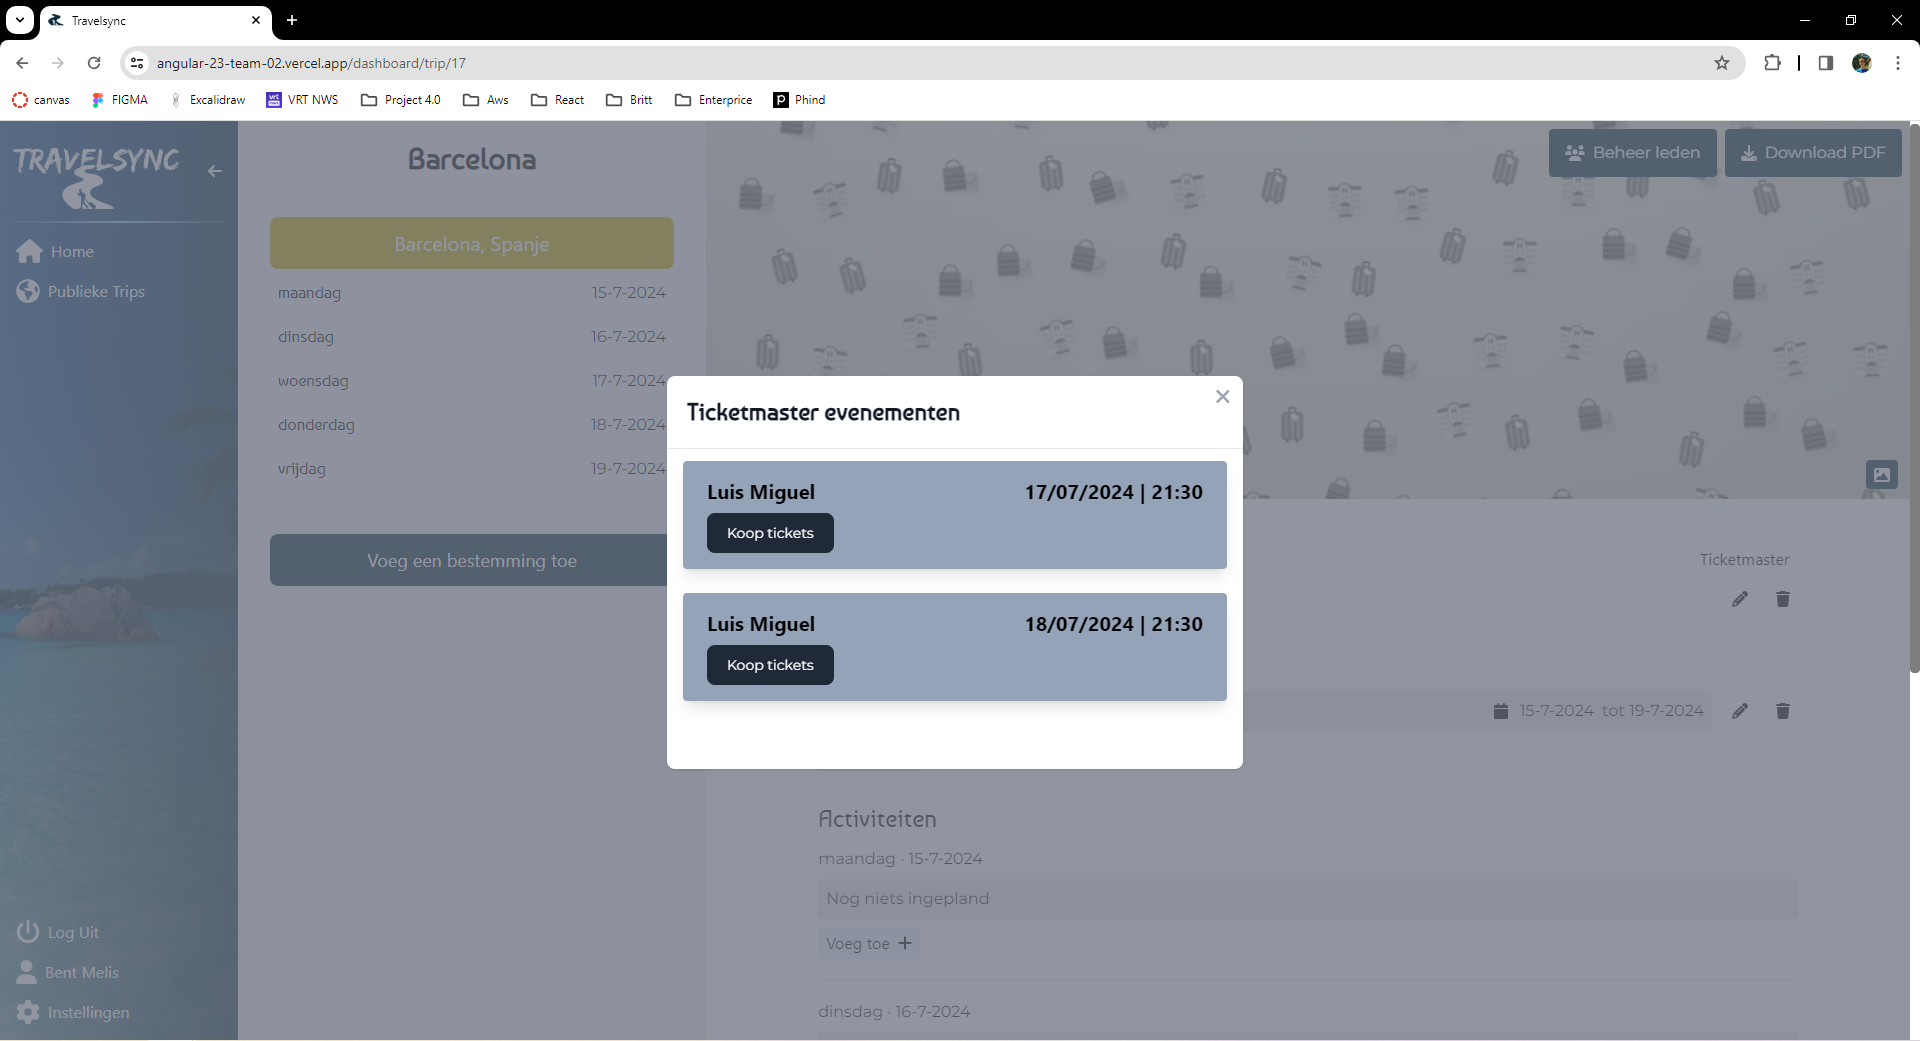 Travelsync
angular-23-team-02.vercel.app/dashboard/trip/17
canvas FIGMA Excalidraw VRT NWS Project 4.0 Aws React Britt Enterprice Phind
TRAVELSYNC
Home
Publieke Trips
Log Uit
Bent Melis
Instellingen
Barcelona
Barcelona, Spanje
maandag 15-7-2024
dinsdag 16-7-2024
woensdag 17-7-2024
donderdag 18-7-2024
vrijdag 19-7-2024
Voeg een bestemming toe
Beheer leden Download PDF
Ticketmaster evenementen
Luis Miguel 17/07/2024 | 21:30
Koop tickets
Luis Miguel 18/07/2024 | 21:30
Koop tickets
Ticketmaster
15-7-2024 tot 19-7-2024
Activiteiten
maandag · 15-7-2024
Nog niets ingepland
Voeg toe
dinsdag · 16-7-2024